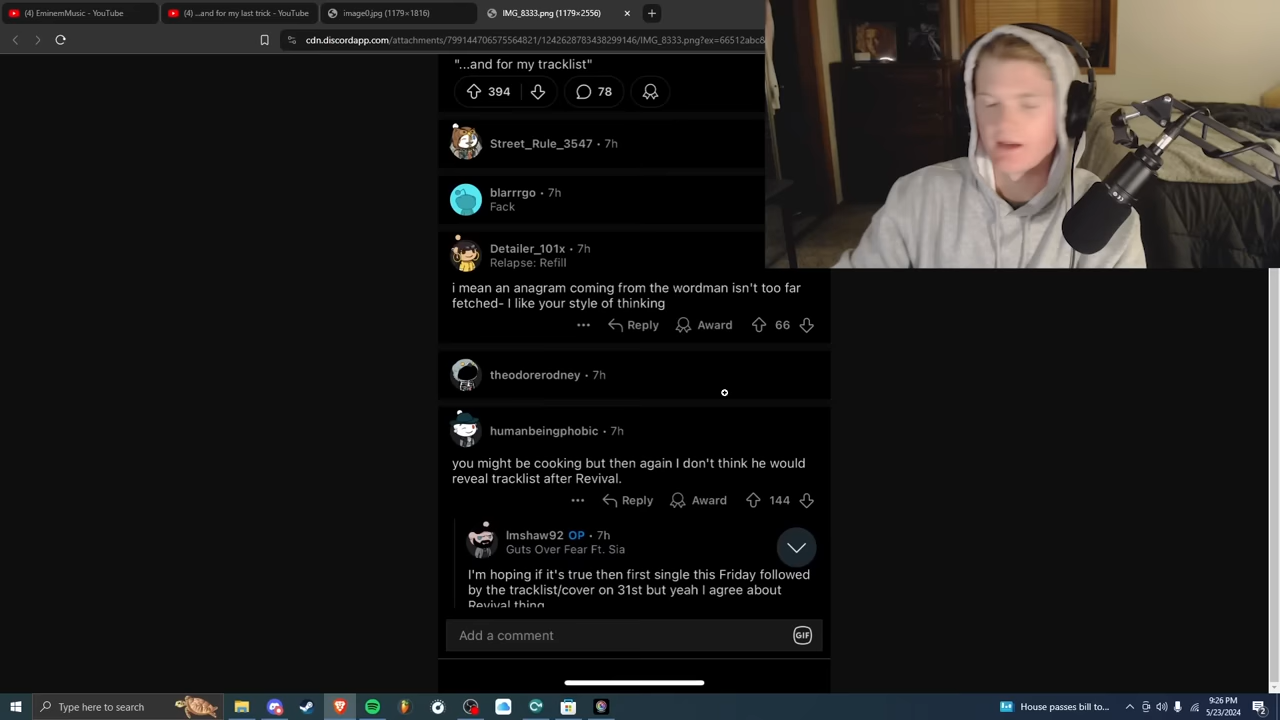 (4) EminemMusic - YouTube
(4) ...and for my last trick - YouTube
image0.jpg (1179×1816)
IMG_8333.png (1179×2556)
cdn.discordapp.com/attachments/799144706575564821/1242628783438299146/IMG_8333.png?ex=66512abc&
"...and for my tracklist"
394
78
Street_Rule_3547 • 7h
blarrrgo • 7h
Fack
Detailer_101x • 7h
Relapse: Refill
i mean an anagram coming from the wordman isn't too far
fetched- I like your style of thinking
Reply
Award
66
theodorerodney • 7h
humanbeingphobic • 7h
you might be cooking but then again I don't think he would
reveal tracklist after Revival.
Reply
Award
144
lmshaw92 OP • 7h
Guts Over Fear Ft. Sia
I'm hoping if it's true then first single this Friday followed
by the tracklist/cover on 31st but yeah I agree about
Revival thing
Add a comment
GIF
Type here to search
House passes bill to...
9:26 PM
5/23/2024
2